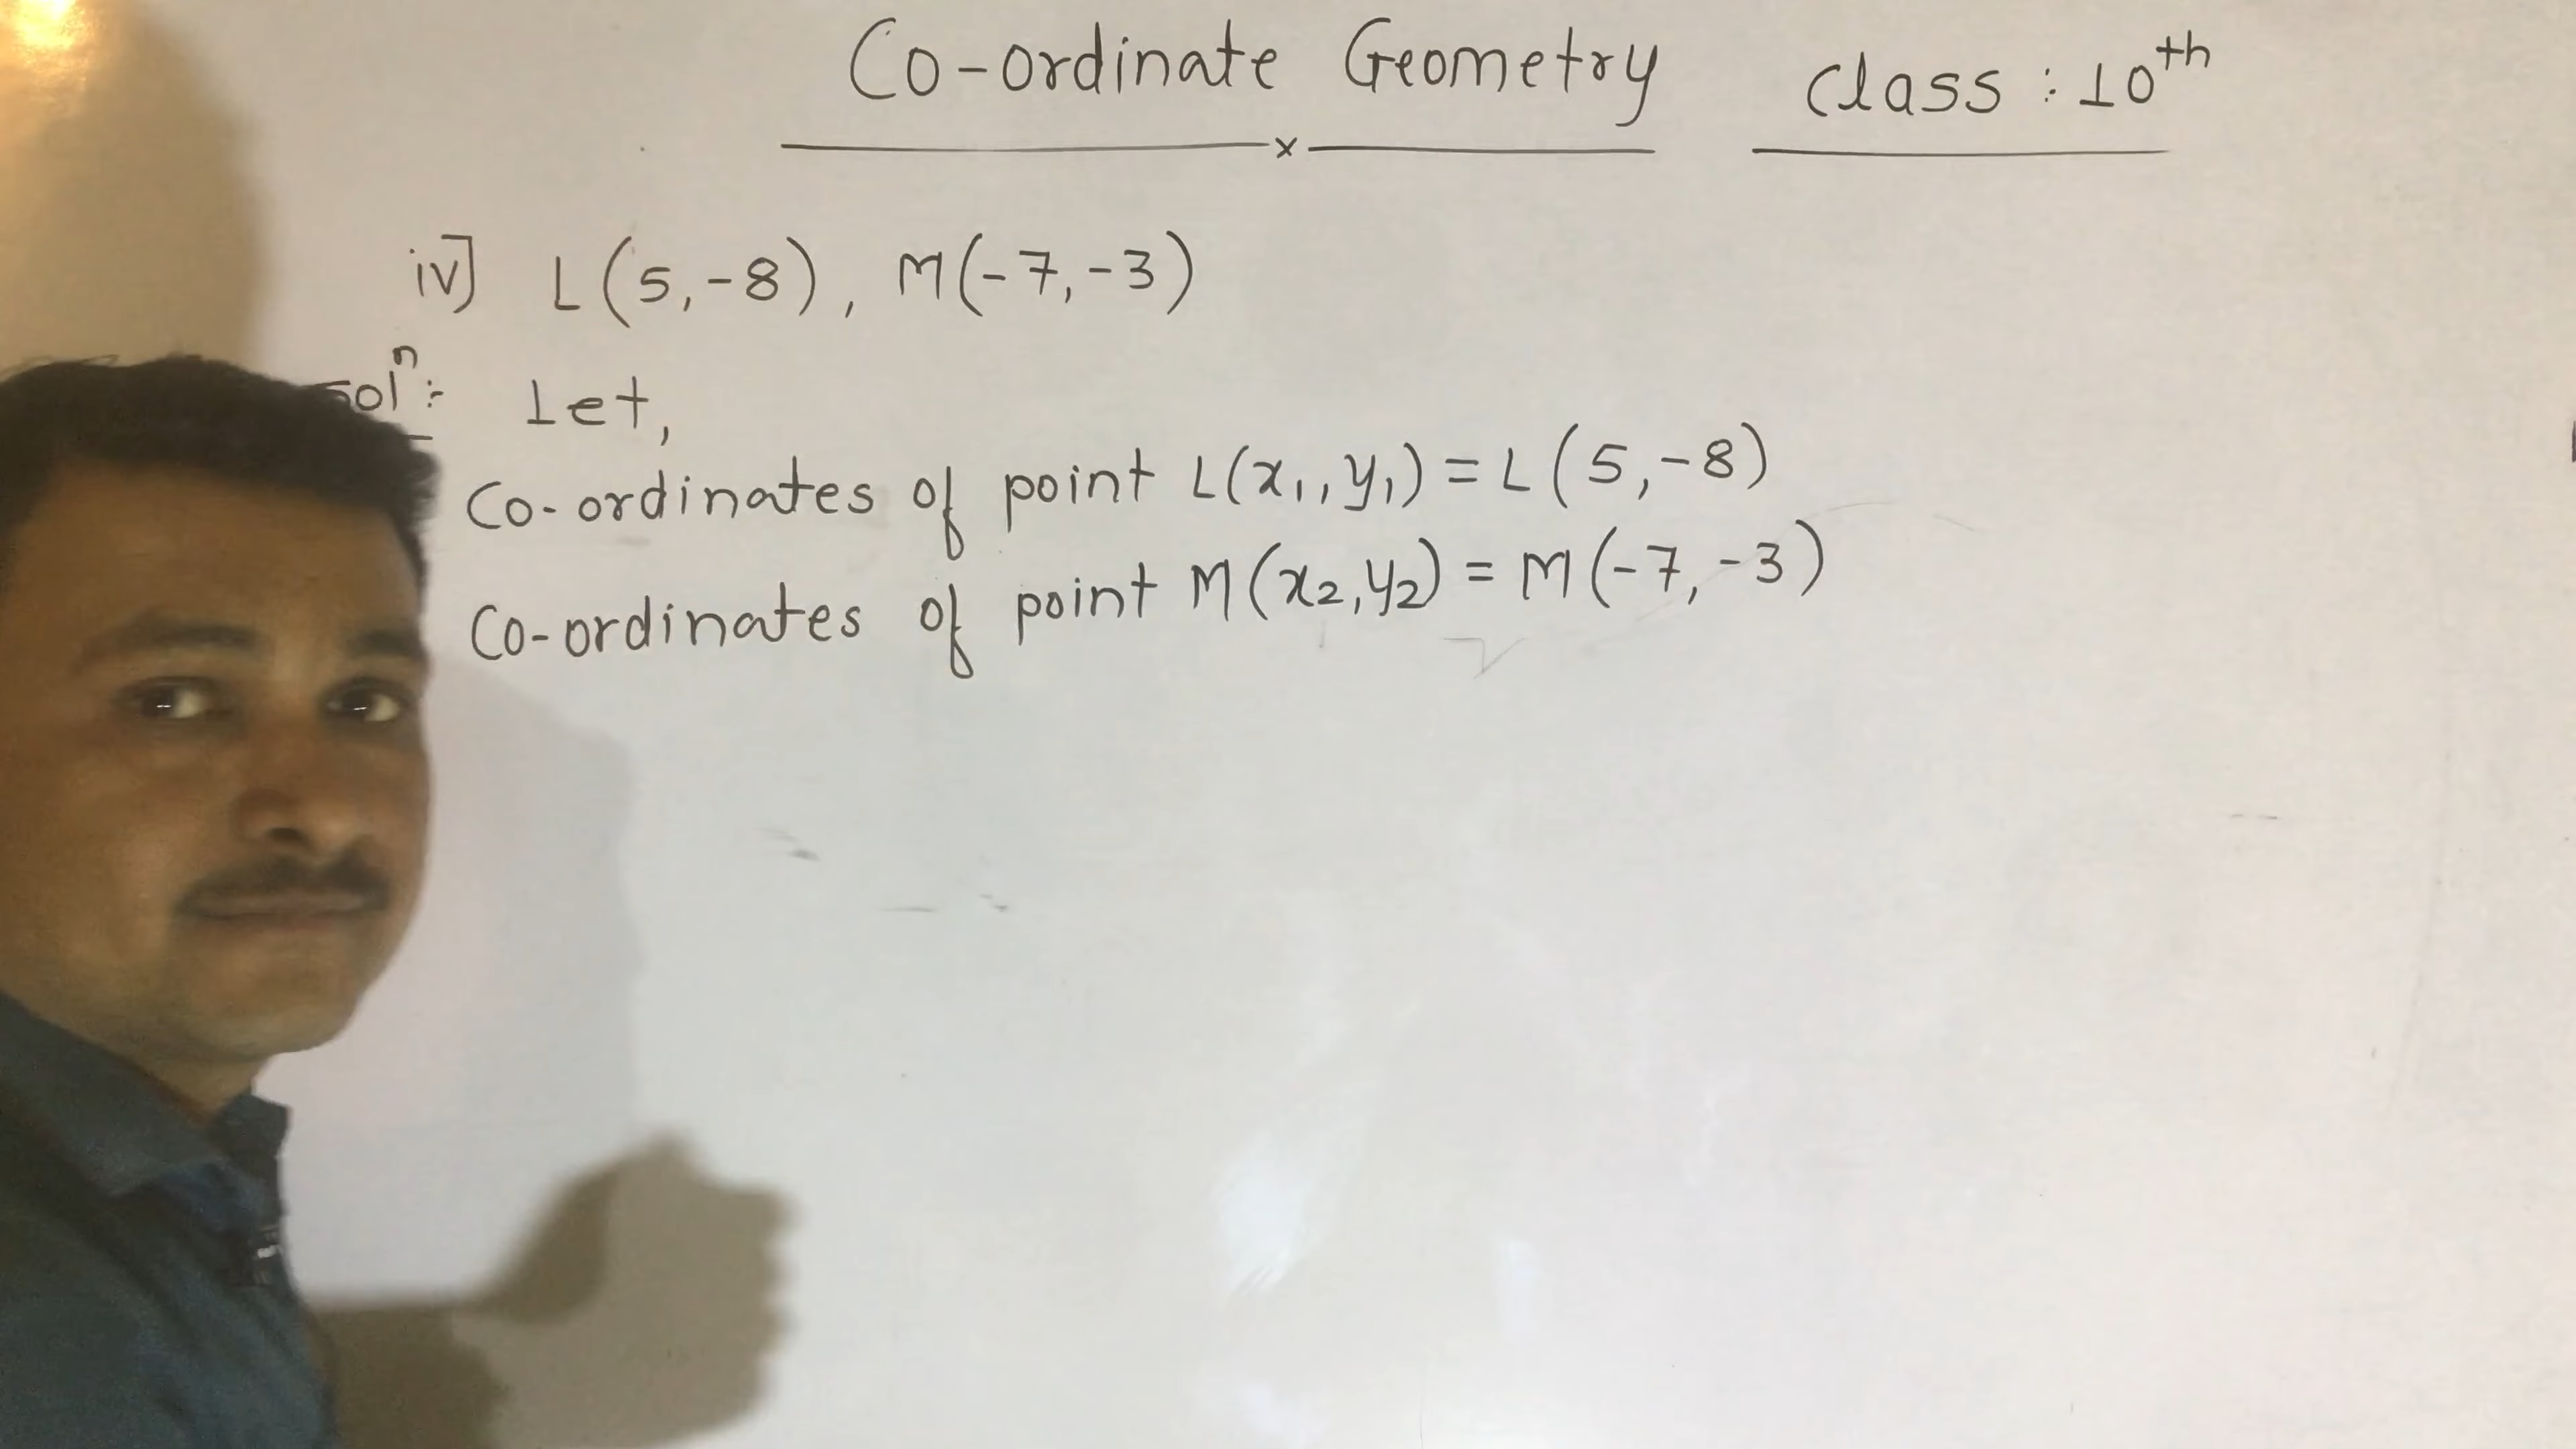 Co-ordinate Geometry class : 10th
x
iv] L(5,-8), M(-7,-3)
soln :- Let,
Co-ordinates of point L(x1,y1) = L(5,-8)
Co-ordinates of point M(x2,y2) = M(-7,-3)